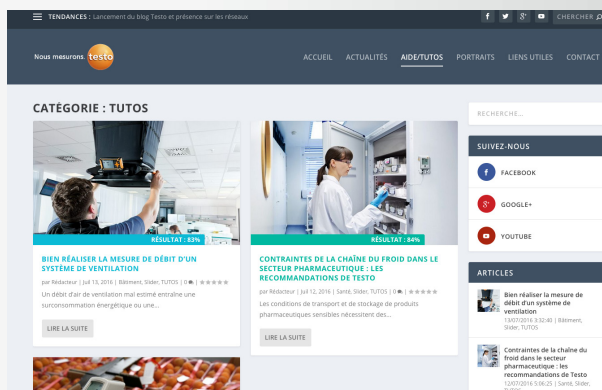 TENDANCES : Lancement du blog Testo et présence sur les réseaux
CHERCHER
Nous mesurons. testo
ACCUEIL ACTUALITÉS AIDE/TUTOS PORTRAITS LIENS UTILES CONTACT
CATÉGORIE : TUTOS
RÉSULTAT : 83%
BIEN RÉALISER LA MESURE DE DÉBIT D'UN
SYSTÈME DE VENTILATION
par Rédacteur | Juil 13, 2016 | Bâtiment, Slider, TUTOS | 0
Un débit d'air de ventilation mal estimé entraîne une
surconsommation énergétique ou une...
LIRE LA SUITE
RÉSULTAT : 84%
CONTRAINTES DE LA CHAÎNE DU FROID DANS LE
SECTEUR PHARMACEUTIQUE : LES
RECOMMANDATIONS DE TESTO
par Rédacteur | Juil 12, 2016 | Santé, Slider, TUTOS | 0
Les conditions de transport et de stockage de produits
pharmaceutiques sensibles nécessitent des...
LIRE LA SUITE
RECHERCHE...
SUIVEZ-NOUS
FACEBOOK
GOOGLE+
YOUTUBE
ARTICLES
Bien réaliser la mesure de
débit d'un système de
ventilation
13/07/2016 3:32:40 | Bâtiment,
Slider, TUTOS
Contraintes de la chaîne du
froid dans le secteur
pharmaceutique : les
recommandations de Testo
12/07/2016 5:06:25 | Santé, Slider,
TUTOS